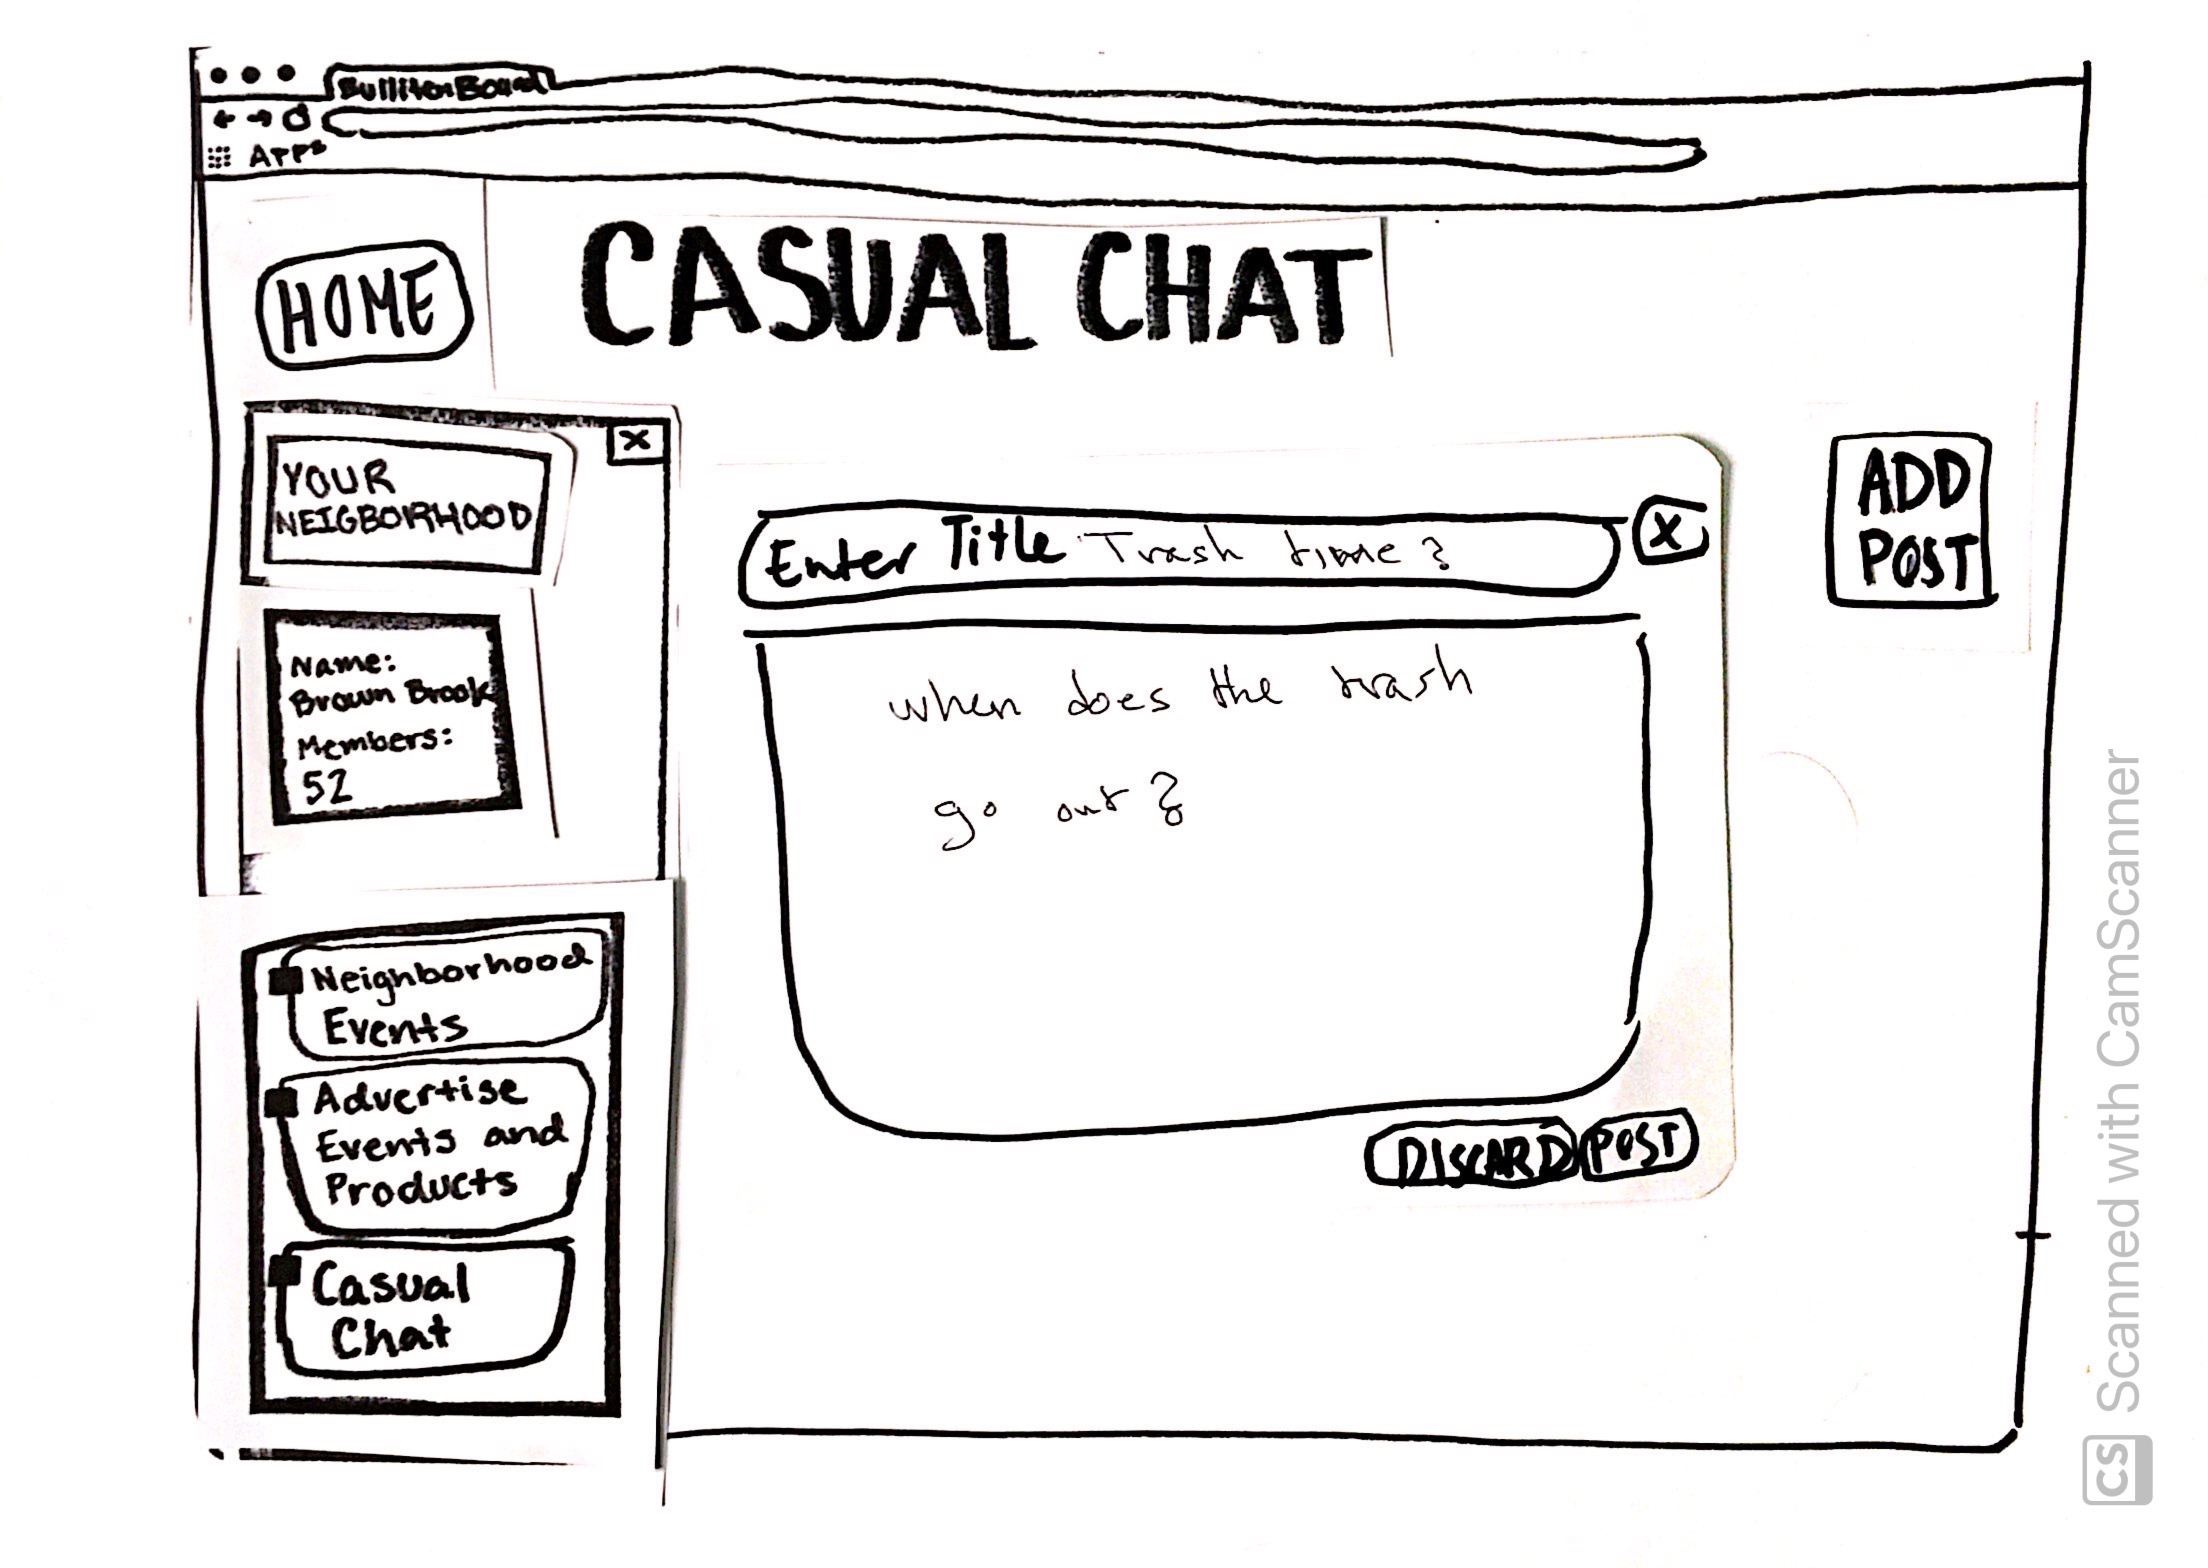 BullitenBoard
Apps
HOME
CASUAL CHAT
X
YOUR
NEIGBORHOOD
Name:
Brown Brook
Members:
52
Neighborhood
Events
Advertise
Events and
Products
Casual
Chat
Enter Title Trash time?
X
when does the trash
go out?
DISCARD
POST
ADD
POST
CS Scanned with CamScanner